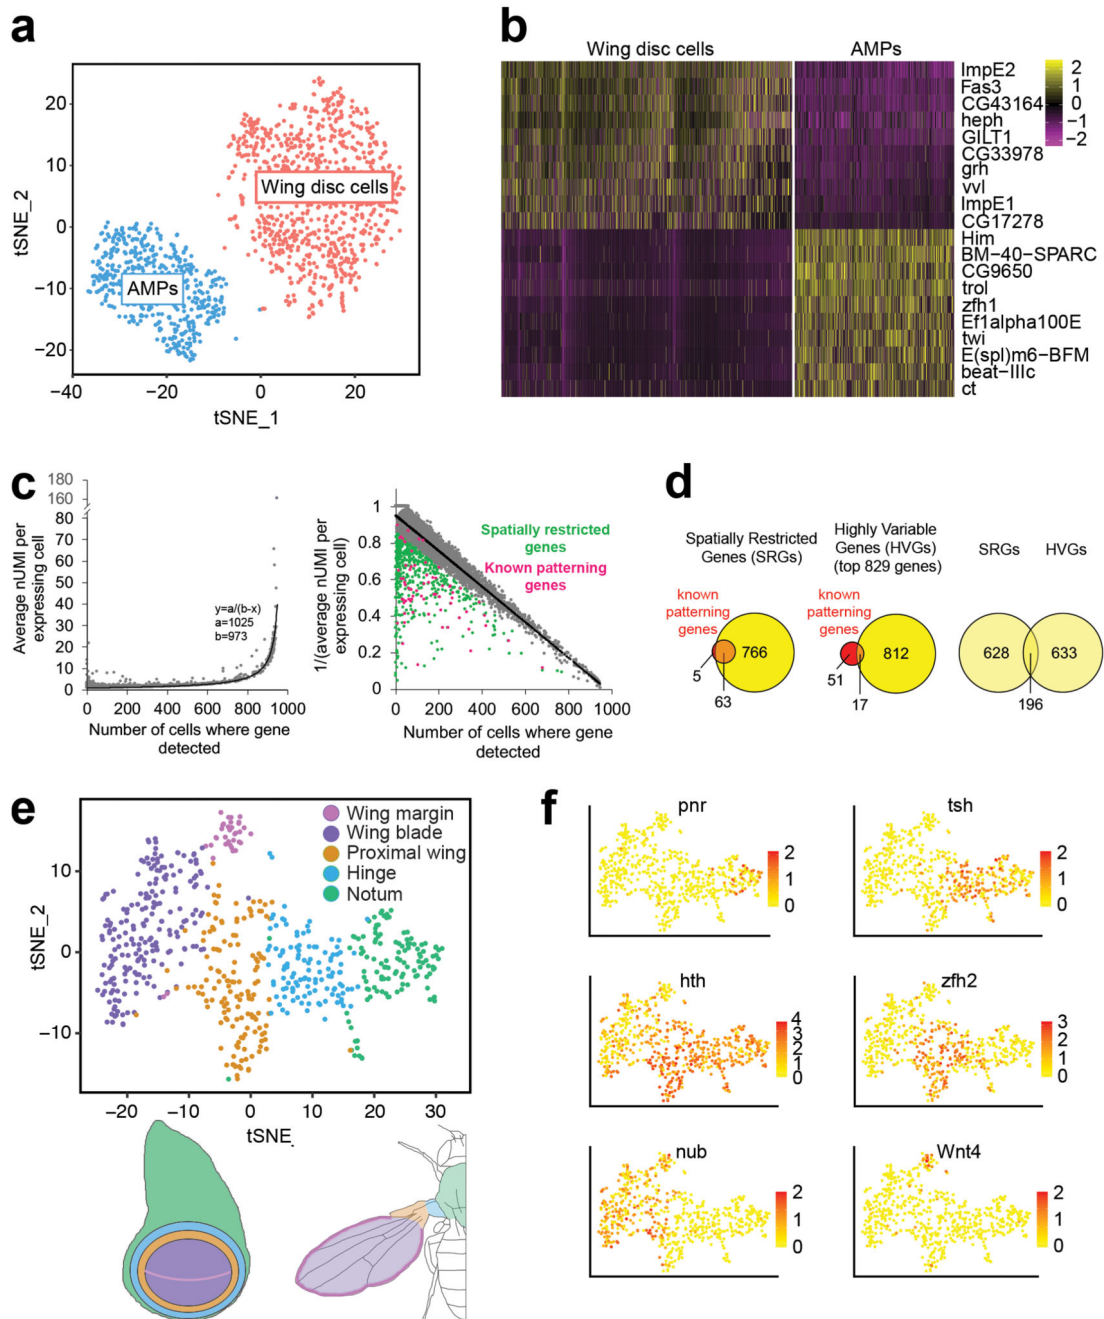 a
20
10
0
−10
−20
−40
−20
0
20
tSNE_1
tSNE_2
Wing disc cells
AMPs
b
Wing disc cells
AMPs
ImpE2
Fas3
CG43164
heph
GILT1
CG33978
grh
vvl
ImpE1
CG17278
Him
BM−40−SPARC
CG9650
trol
zfh1
Ef1alpha100E
twi
E(spl)m6−BFM
beat−IIIc
ct
2
1
0
−1
−2
c
180
160
80
70
60
50
40
30
20
10
0
Average nUMI per
expressing cell
y=a/(b-x)
a=1025
b=973
0 200 400 600 800 1000
Number of cells where gene
detected
1
0.8
0.6
0.4
0.2
0
1/(average nUMI per
expressing cell)
Spatially restricted
genes
Known patterning
genes
0 200 400 600 800 1000
Number of cells where gene
detected
d
Spatially Restricted
Genes (SRGs)
known
patterning
genes
766
5
63
Highly Variable
Genes (HVGs)
(top 829 genes)
known
patterning
genes
812
51
17
SRGs
HVGs
628
633
196
e
Wing margin
Wing blade
Proximal wing
Hinge
Notum
10
0
−10
tSNE_2
−20
−10
0
10
20
30
tSNE_
f
pnr
2
1
0
tsh
2
1
0
hth
4
3
2
1
0
zfh2
3
2
1
0
nub
2
1
0
Wnt4
2
1
0